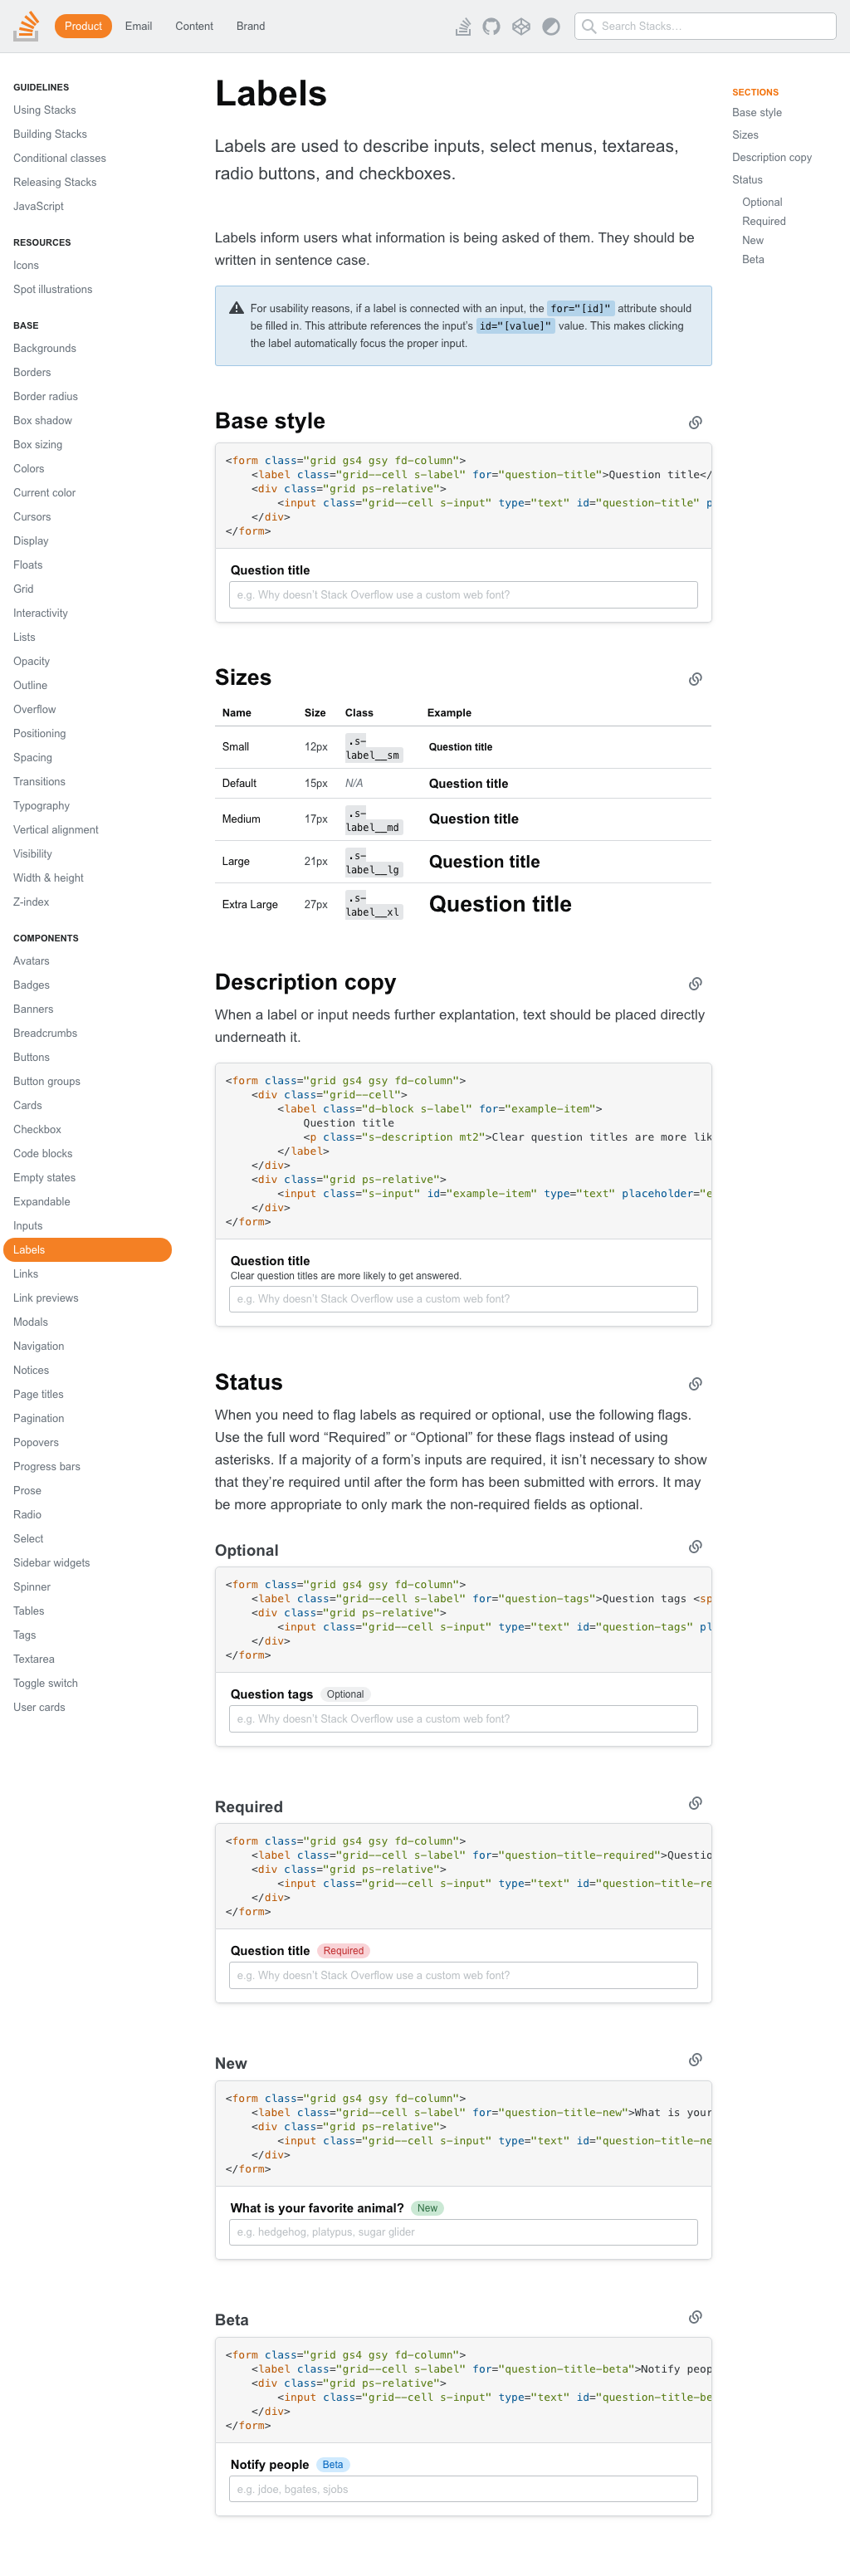 Product Email Content Brand Search Stacks…
GUIDELINES
Using Stacks
Building Stacks
Conditional classes
Releasing Stacks
JavaScript
RESOURCES
Icons
Spot illustrations
BASE
Backgrounds
Borders
Border radius
Box shadow
Box sizing
Colors
Current color
Cursors
Display
Floats
Grid
Interactivity
Lists
Opacity
Outline
Overflow
Positioning
Spacing
Transitions
Typography
Vertical alignment
Visibility
Width & height
Z-index
COMPONENTS
Avatars
Badges
Banners
Breadcrumbs
Buttons
Button groups
Cards
Checkbox
Code blocks
Empty states
Expandable
Inputs
Labels
Links
Link previews
Modals
Navigation
Notices
Page titles
Pagination
Popovers
Progress bars
Prose
Radio
Select
Sidebar widgets
Spinner
Tables
Tags
Textarea
Toggle switch
User cards
Labels
Labels are used to describe inputs, select menus, textareas,
radio buttons, and checkboxes.
Labels inform users what information is being asked of them. They should be
written in sentence case.
For usability reasons, if a label is connected with an input, the for="[id]" attribute should
be filled in. This attribute references the input’s id="[value]" value. This makes clicking
the label automatically focus the proper input.
Base style
<form class="grid gs4 gsy fd-column">
<label class="grid--cell s-label" for="question-title">Question title</
<div class="grid ps-relative">
<input class="grid--cell s-input" type="text" id="question-title" p
</div>
</form>
Question title
e.g. Why doesn’t Stack Overflow use a custom web font?
Sizes
Name Size Class Example
Small 12px .s-label__sm Question title
Default 15px N/A Question title
Medium 17px .s-label__md Question title
Large 21px .s-label__lg Question title
Extra Large 27px .s-label__xl Question title
Description copy
When a label or input needs further explantation, text should be placed directly
underneath it.
<form class="grid gs4 gsy fd-column">
<div class="grid--cell">
<label class="d-block s-label" for="example-item">
Question title
<p class="s-description mt2">Clear question titles are more lik
</label>
</div>
<div class="grid ps-relative">
<input class="s-input" id="example-item" type="text" placeholder="e
</div>
</form>
Question title
Clear question titles are more likely to get answered.
e.g. Why doesn’t Stack Overflow use a custom web font?
Status
When you need to flag labels as required or optional, use the following flags.
Use the full word “Required” or “Optional” for these flags instead of using
asterisks. If a majority of a form’s inputs are required, it isn’t necessary to show
that they’re required until after the form has been submitted with errors. It may
be more appropriate to only mark the non-required fields as optional.
Optional
<form class="grid gs4 gsy fd-column">
<label class="grid--cell s-label" for="question-tags">Question tags <sp
<div class="grid ps-relative">
<input class="grid--cell s-input" type="text" id="question-tags" pl
</div>
</form>
Question tags Optional
e.g. Why doesn’t Stack Overflow use a custom web font?
Required
<form class="grid gs4 gsy fd-column">
<label class="grid--cell s-label" for="question-title-required">Questio
<div class="grid ps-relative">
<input class="grid--cell s-input" type="text" id="question-title-re
</div>
</form>
Question title Required
e.g. Why doesn’t Stack Overflow use a custom web font?
New
<form class="grid gs4 gsy fd-column">
<label class="grid--cell s-label" for="question-title-new">What is your
<div class="grid ps-relative">
<input class="grid--cell s-input" type="text" id="question-title-ne
</div>
</form>
What is your favorite animal? New
e.g. hedgehog, platypus, sugar glider
Beta
<form class="grid gs4 gsy fd-column">
<label class="grid--cell s-label" for="question-title-beta">Notify peop
<div class="grid ps-relative">
<input class="grid--cell s-input" type="text" id="question-title-be
</div>
</form>
Notify people Beta
e.g. jdoe, bgates, sjobs
SECTIONS
Base style
Sizes
Description copy
Status
Optional
Required
New
Beta